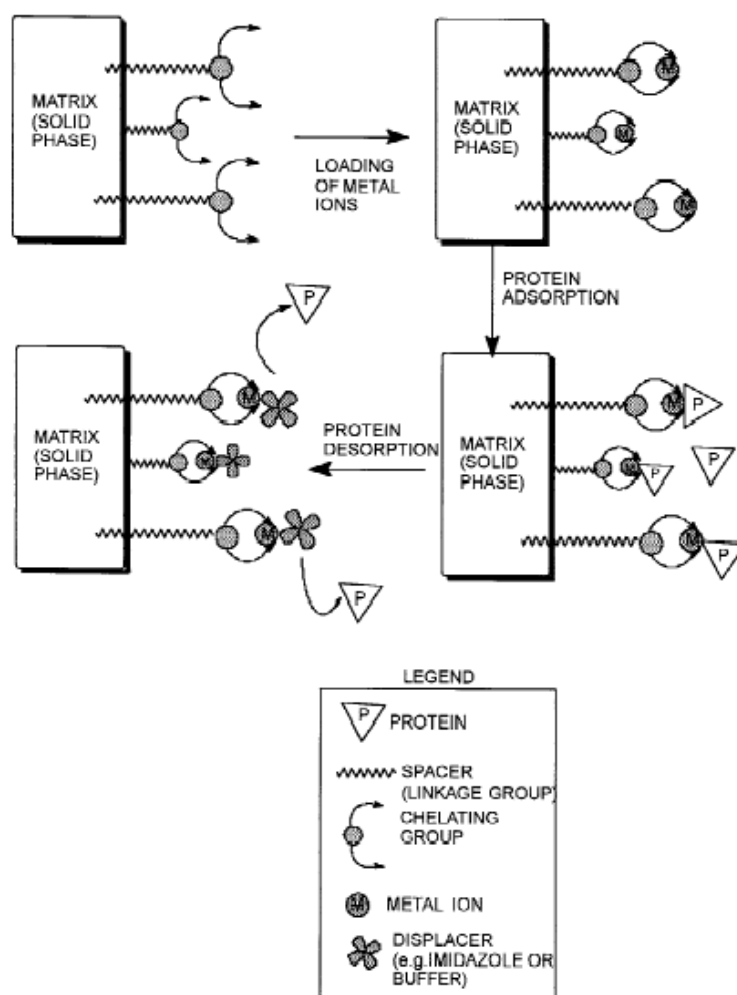 MATRIX
(SOLID
PHASE)
LOADING
OF METAL
IONS
MATRIX
(SOLID
PHASE)
M
M
M
PROTEIN
ADSORPTION
MATRIX
(SOLID
PHASE)
M
P
M
P
P
M
P
PROTEIN
DESORPTION
P
MATRIX
(SOLID
PHASE)
M
M
M
P
LEGEND
P
PROTEIN
SPACER
(LINKAGE GROUP)
CHELATING
GROUP
M
METAL ION
DISPLACER
(e.g.IMIDAZOLE OR
BUFFER)